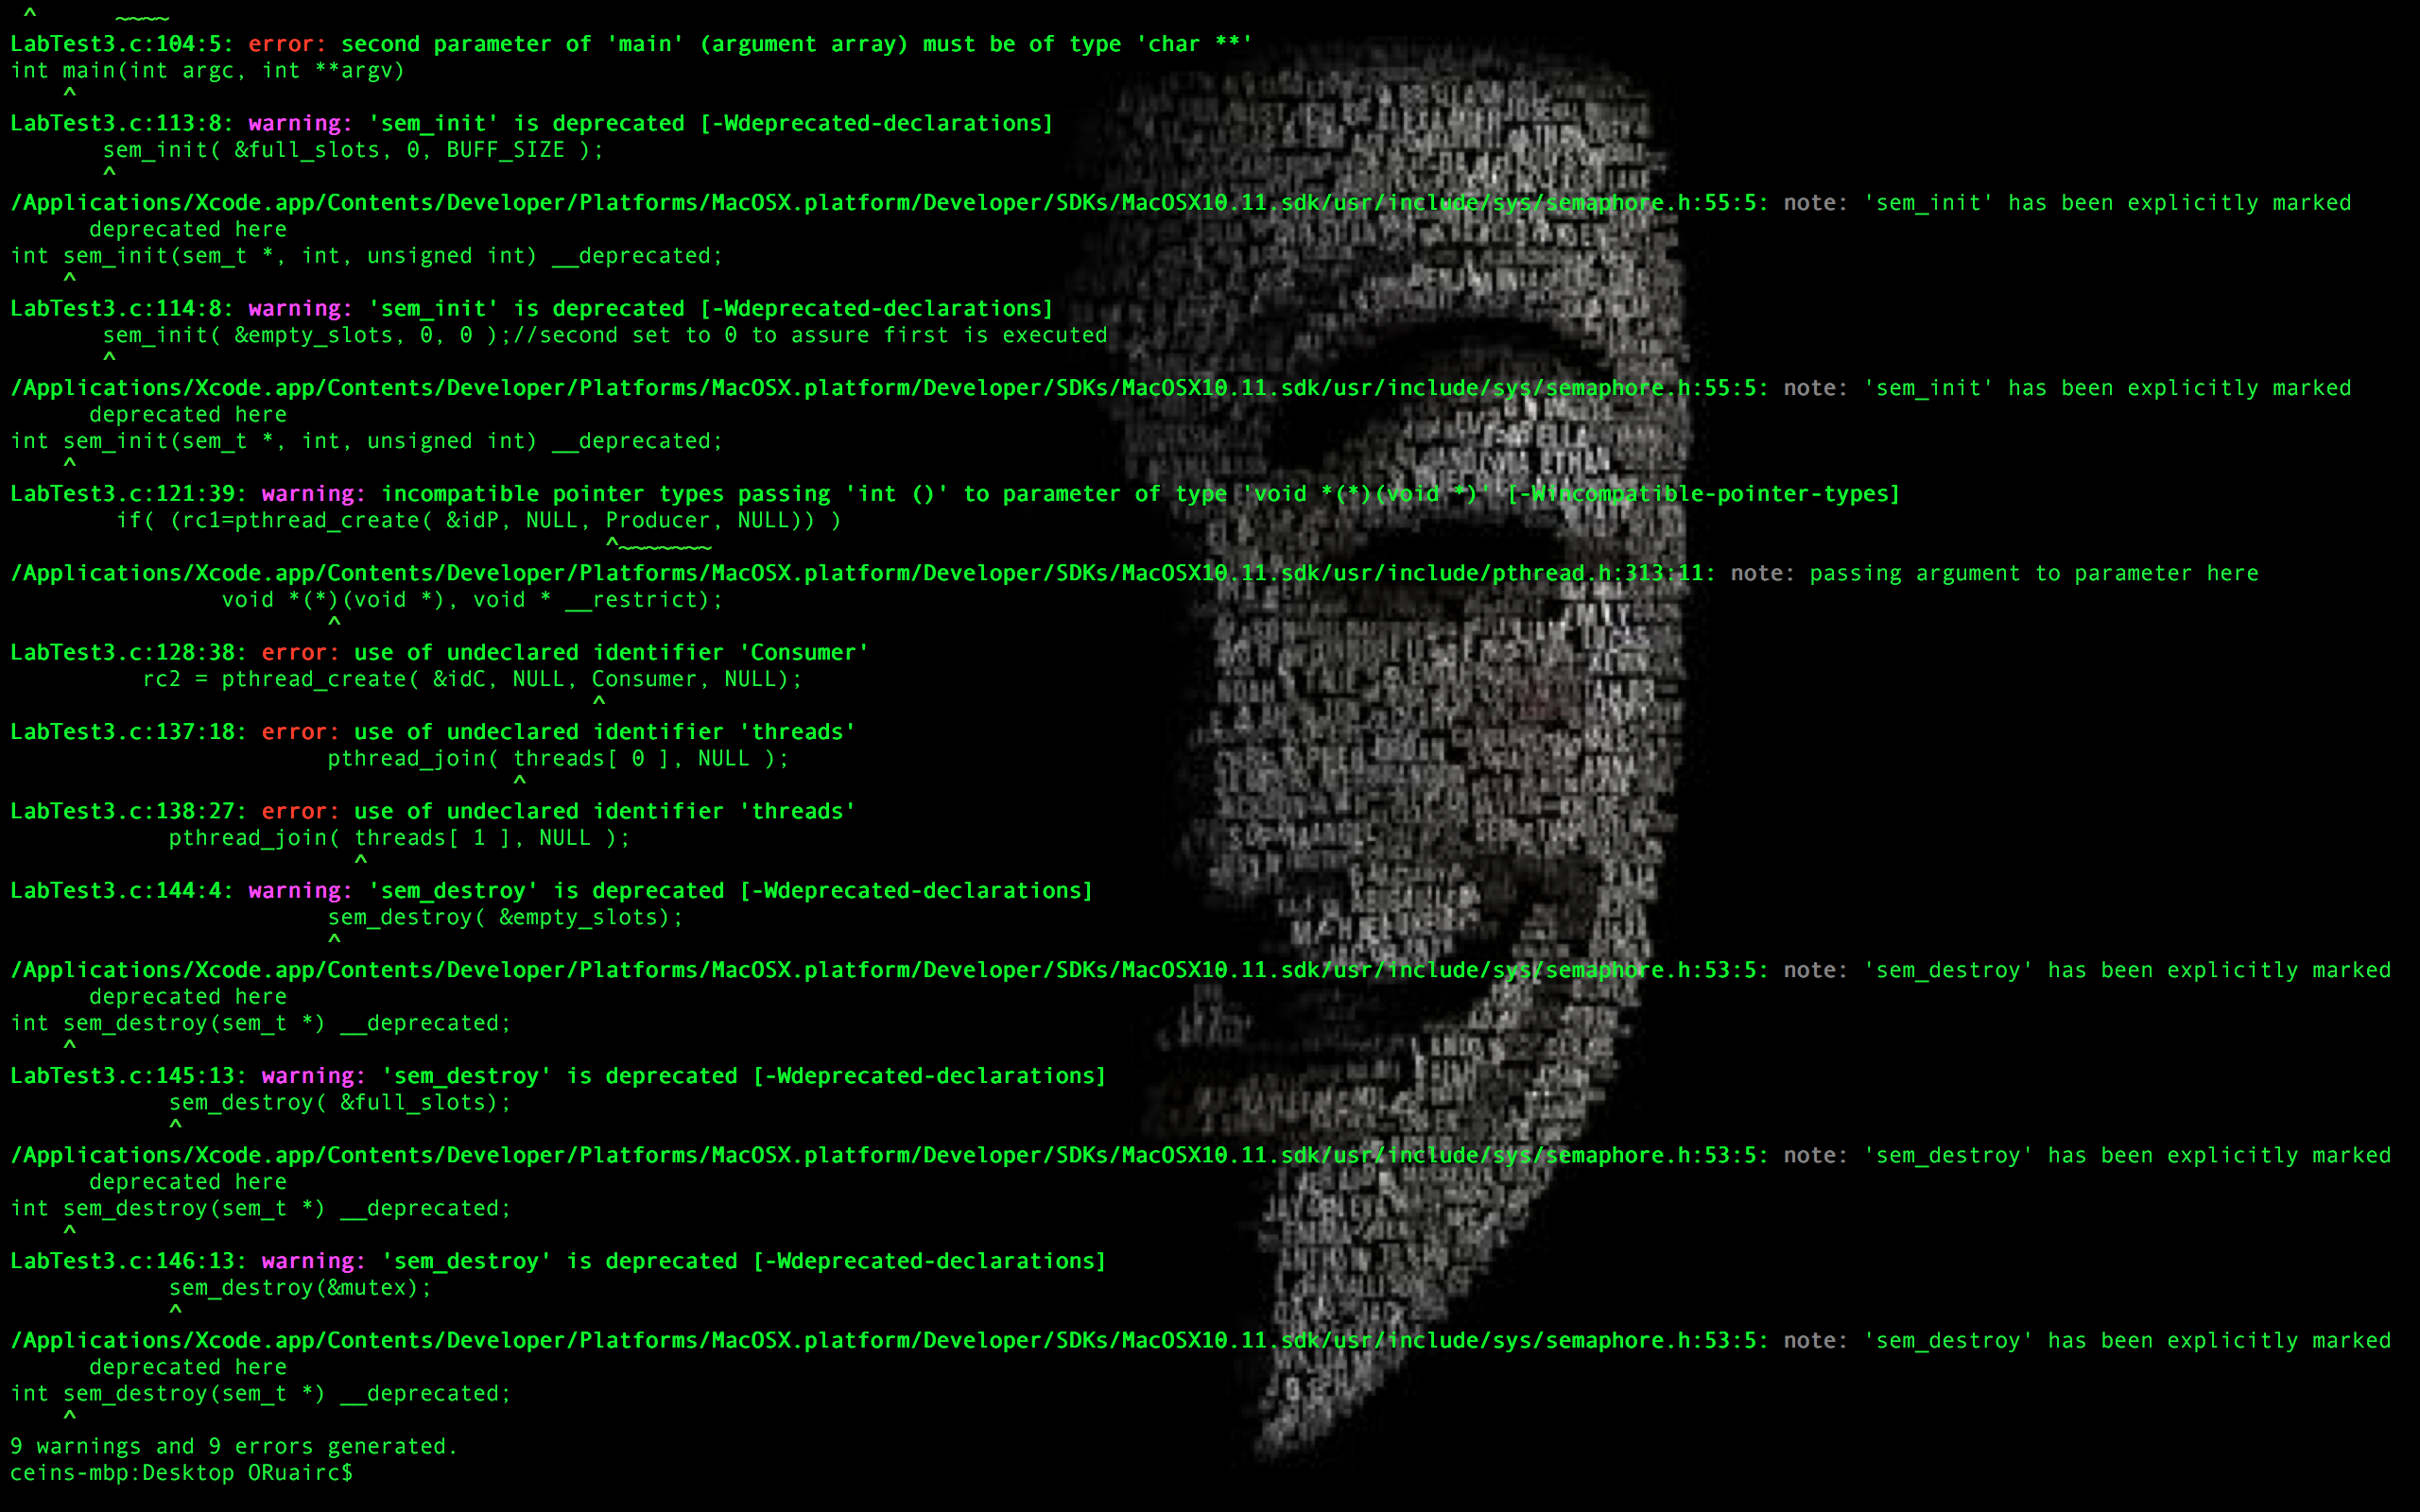 ^ ~~~~
LabTest3.c:104:5: error: second parameter of 'main' (argument array) must be of type 'char **'
int main(int argc, int **argv)
^
LabTest3.c:113:8: warning: 'sem_init' is deprecated [-Wdeprecated-declarations]
sem_init( &full_slots, 0, BUFF_SIZE );
^
/Applications/Xcode.app/Contents/Developer/Platforms/MacOSX.platform/Developer/SDKs/MacOSX10.11.sdk/usr/include/sys/semaphore.h:55:5: note: 'sem_init' has been explicitly marked
deprecated here
int sem_init(sem_t *, int, unsigned int) __deprecated;
^
LabTest3.c:114:8: warning: 'sem_init' is deprecated [-Wdeprecated-declarations]
sem_init( &empty_slots, 0, 0 );//second set to 0 to assure first is executed
^
/Applications/Xcode.app/Contents/Developer/Platforms/MacOSX.platform/Developer/SDKs/MacOSX10.11.sdk/usr/include/sys/semaphore.h:55:5: note: 'sem_init' has been explicitly marked
deprecated here
int sem_init(sem_t *, int, unsigned int) __deprecated;
^
LabTest3.c:121:39: warning: incompatible pointer types passing 'int ()' to parameter of type 'void *(*)(void *)' [-Wincompatible-pointer-types]
if( (rc1=pthread_create( &idP, NULL, Producer, NULL)) )
^~~~~~~~
/Applications/Xcode.app/Contents/Developer/Platforms/MacOSX.platform/Developer/SDKs/MacOSX10.11.sdk/usr/include/pthread.h:313:11: note: passing argument to parameter here
void *(*)(void *), void * __restrict);
^
LabTest3.c:128:38: error: use of undeclared identifier 'Consumer'
rc2 = pthread_create( &idC, NULL, Consumer, NULL);
^
LabTest3.c:137:18: error: use of undeclared identifier 'threads'
pthread_join( threads[ 0 ], NULL );
^
LabTest3.c:138:27: error: use of undeclared identifier 'threads'
pthread_join( threads[ 1 ], NULL );
^
LabTest3.c:144:4: warning: 'sem_destroy' is deprecated [-Wdeprecated-declarations]
sem_destroy( &empty_slots);
^
/Applications/Xcode.app/Contents/Developer/Platforms/MacOSX.platform/Developer/SDKs/MacOSX10.11.sdk/usr/include/sys/semaphore.h:53:5: note: 'sem_destroy' has been explicitly marked
deprecated here
int sem_destroy(sem_t *) __deprecated;
^
LabTest3.c:145:13: warning: 'sem_destroy' is deprecated [-Wdeprecated-declarations]
sem_destroy( &full_slots);
^
/Applications/Xcode.app/Contents/Developer/Platforms/MacOSX.platform/Developer/SDKs/MacOSX10.11.sdk/usr/include/sys/semaphore.h:53:5: note: 'sem_destroy' has been explicitly marked
deprecated here
int sem_destroy(sem_t *) __deprecated;
^
LabTest3.c:146:13: warning: 'sem_destroy' is deprecated [-Wdeprecated-declarations]
sem_destroy(&mutex);
^
/Applications/Xcode.app/Contents/Developer/Platforms/MacOSX.platform/Developer/SDKs/MacOSX10.11.sdk/usr/include/sys/semaphore.h:53:5: note: 'sem_destroy' has been explicitly marked
deprecated here
int sem_destroy(sem_t *) __deprecated;
^
9 warnings and 9 errors generated.
ceins-mbp:Desktop ORuairc$